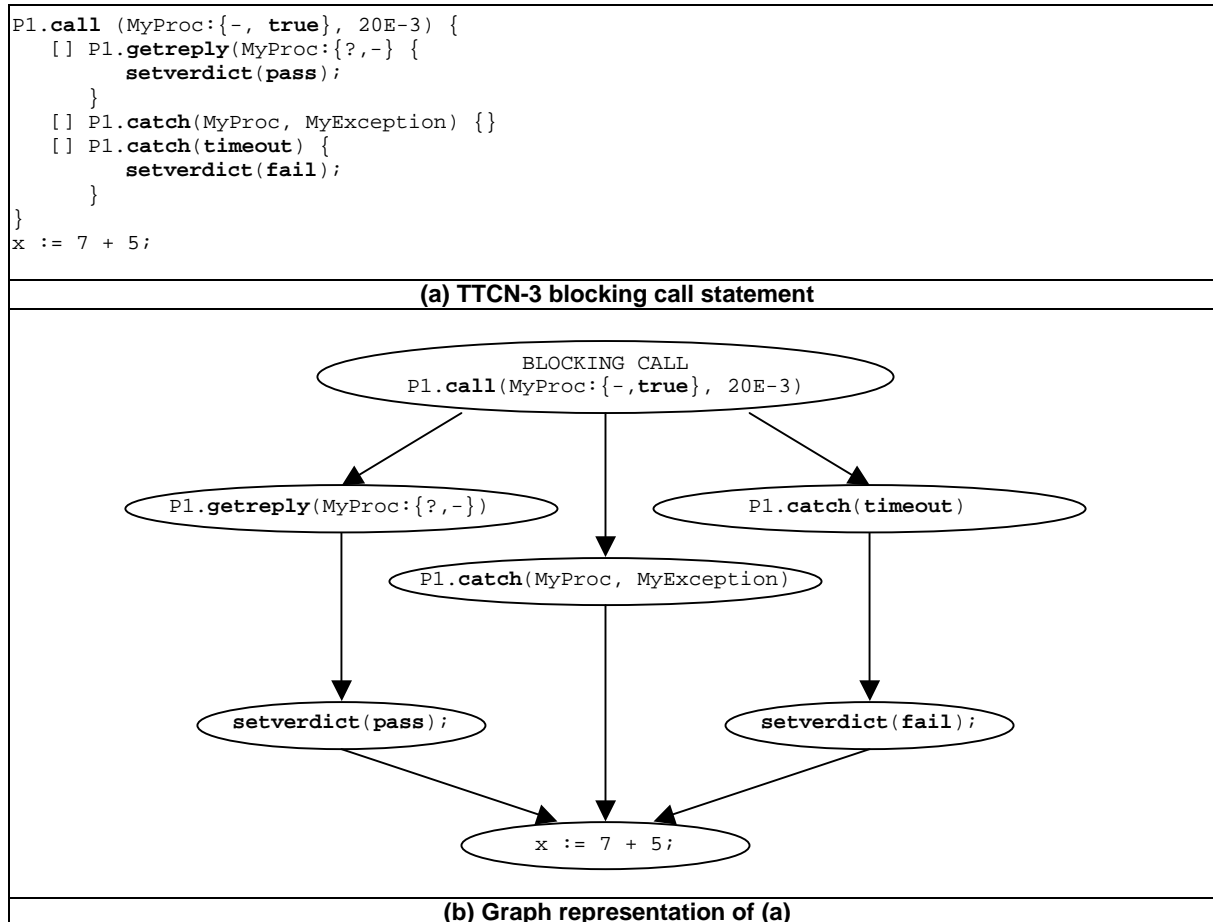 P1.call (MyProc:{-, true}, 20E-3) {
[] P1.getreply(MyProc:{?,-} {
setverdict(pass);
}
[] P1.catch(MyProc, MyException) {}
[] P1.catch(timeout) {
setverdict(fail);
}
}
x := 7 + 5;
(a) TTCN-3 blocking call statement
BLOCKING CALL
P1.call(MyProc:{-,true}, 20E-3)
P1.getreply(MyProc:{?,-})
P1.catch(timeout)
P1.catch(MyProc, MyException)
setverdict(pass);
setverdict(fail);
x := 7 + 5;
(b) Graph representation of (a)